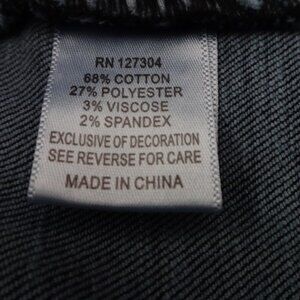 RN 127304
68% COTTON
27% POLYESTER
3% VISCOSE
2% SPANDEX
EXCLUSIVE OF DECORATION
SEE REVERSE FOR CARE
MADE IN CHINA